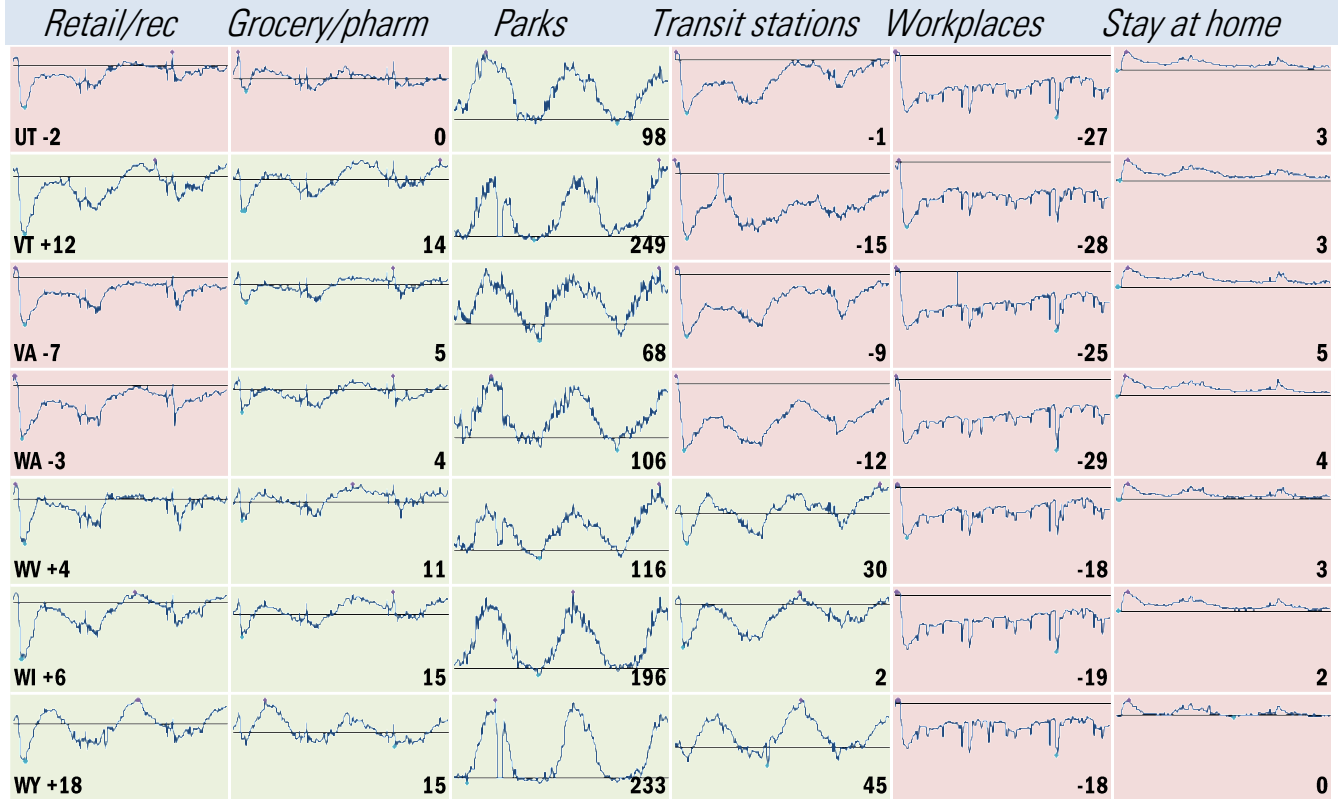 Retail/rec Grocery/pharm Parks Transit stations Workplaces Stay at home
UT -2 0 98 -1 -27 3
VT +12 14 249 -15 -28 3
VA -7 5 68 -9 -25 5
WA -3 4 106 -12 -29 4
WV +4 11 116 30 -18 3
WI +6 15 196 2 -19 2
WY +18 15 233 45 -18 0